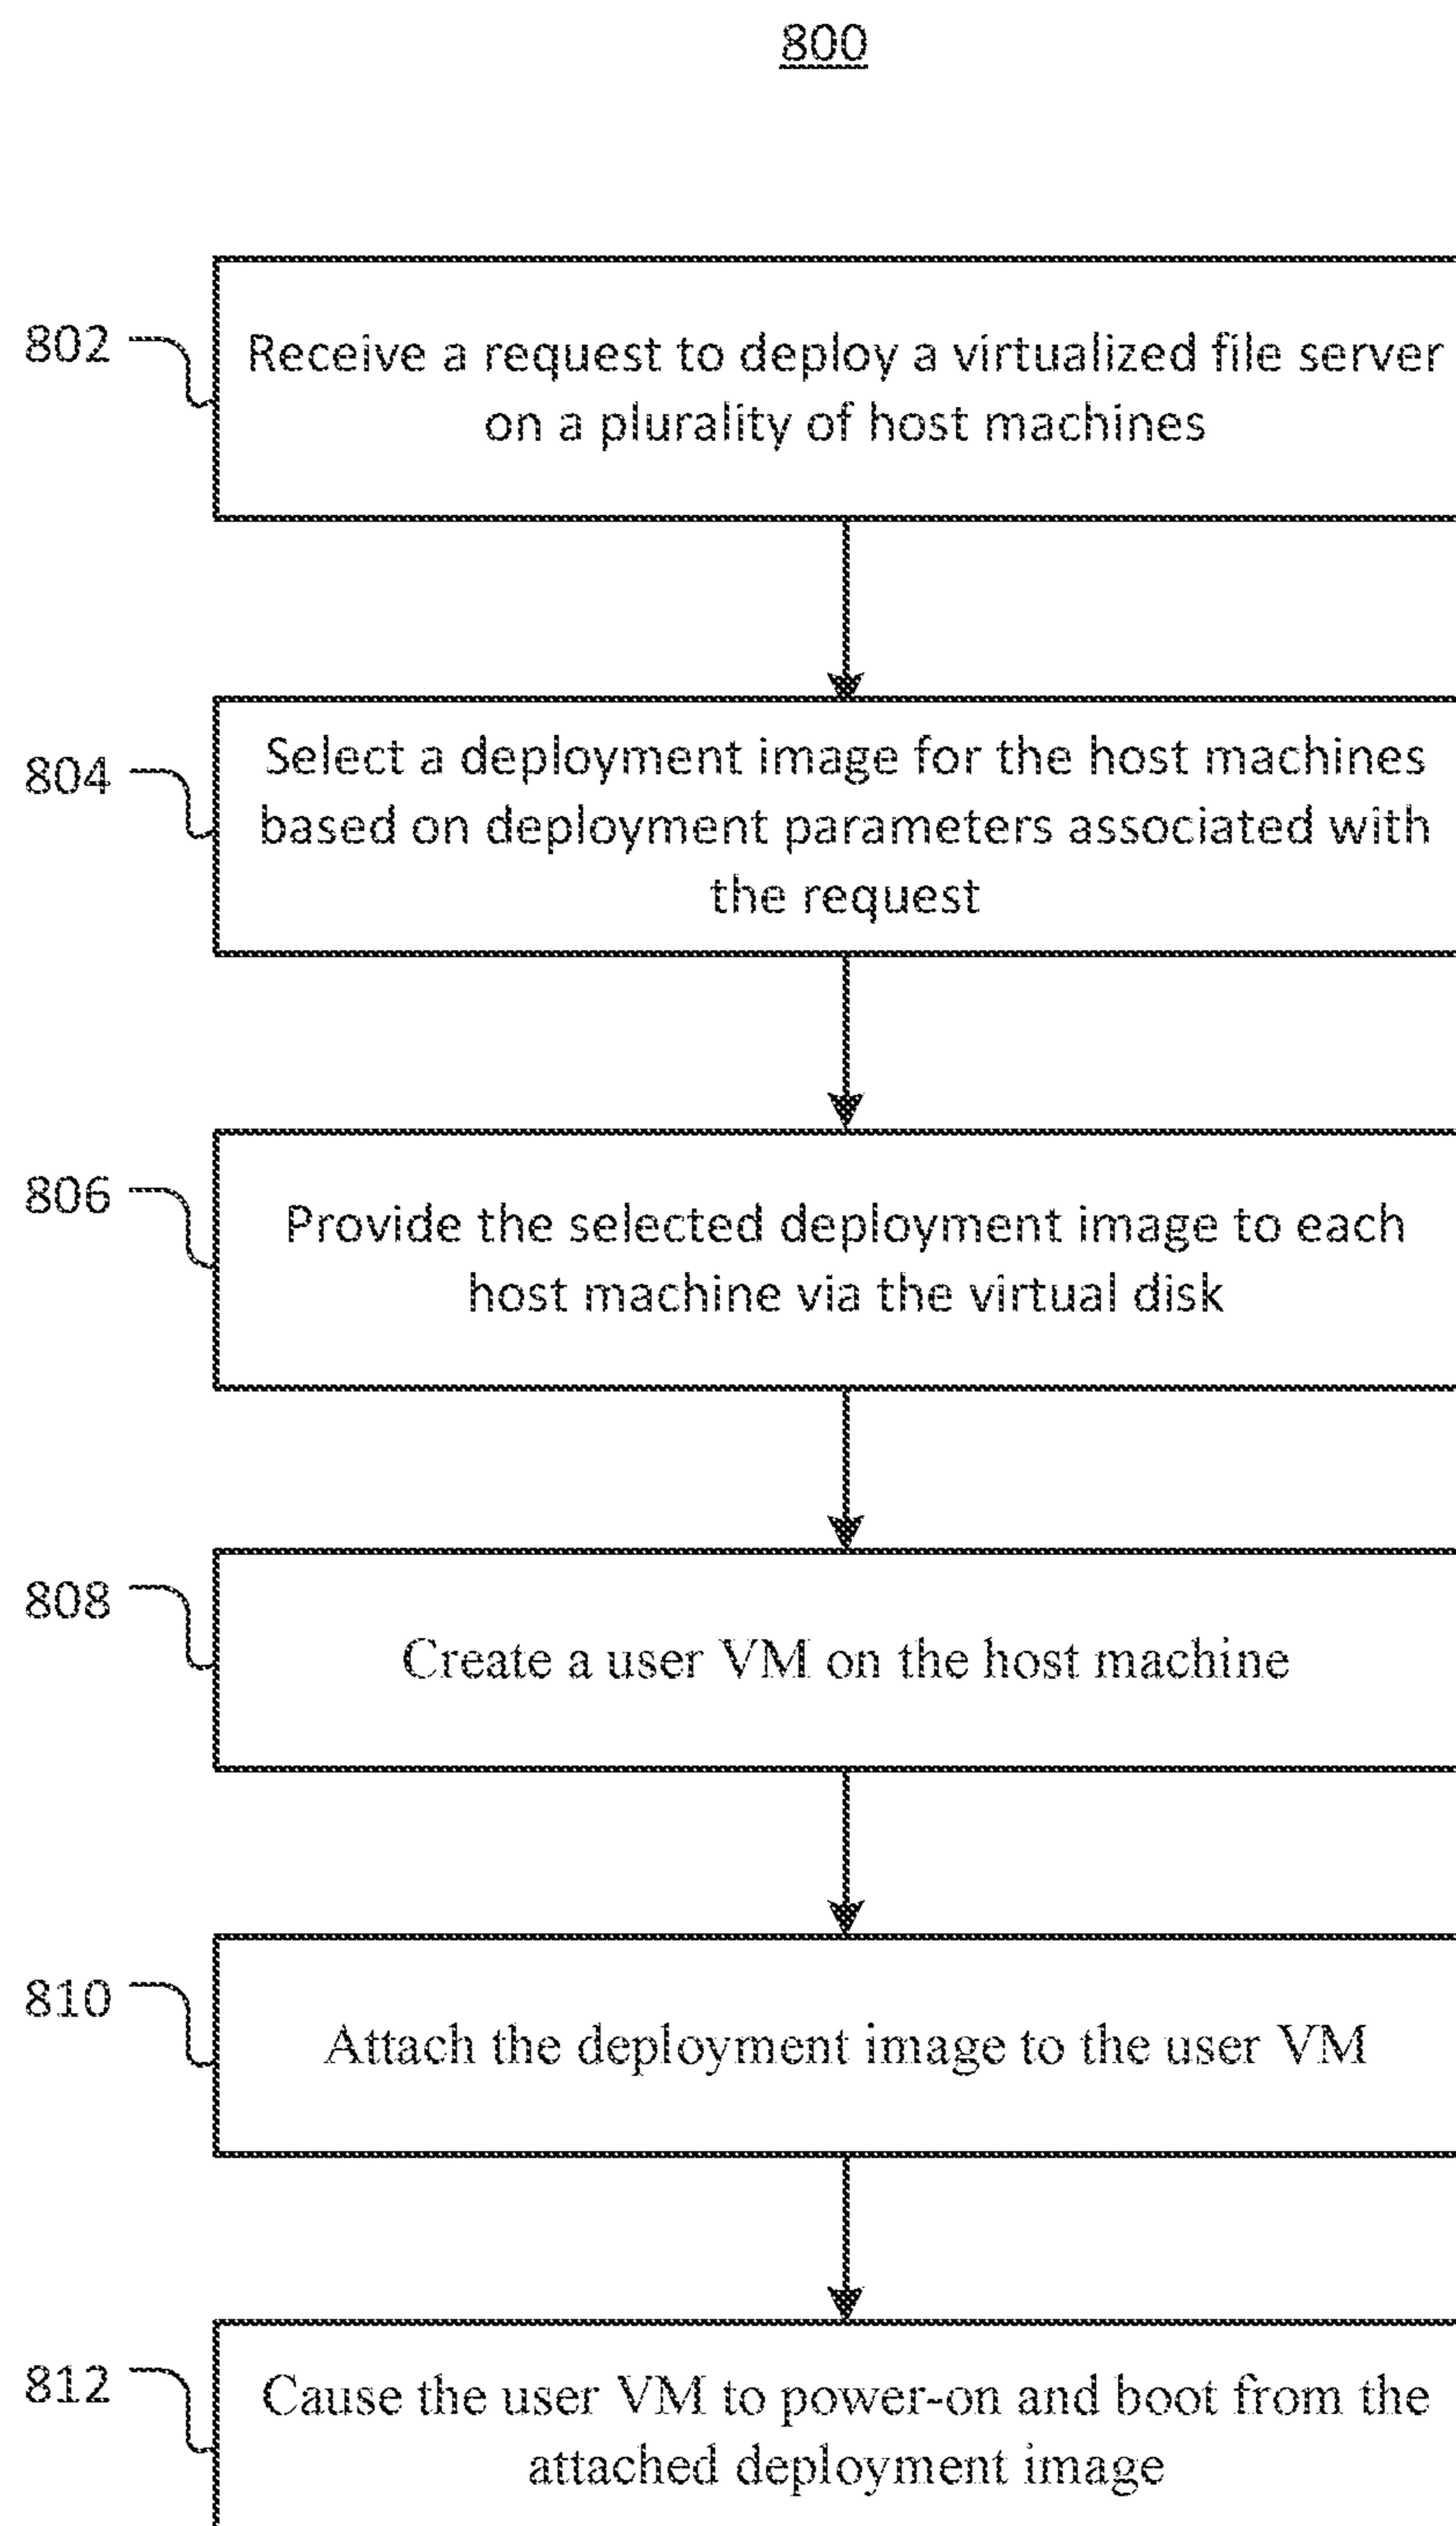 800
802
Receive a request to deploy a virtualized file server
on a plurality of host machines
804
Select a deployment image for the host machines
based on deployment parameters associated with
the request
806
Provide the selected deployment image to each
host machine via the virtual disk
808
Create a user VM on the host machine
810
Attach the deployment image to the user VM
812
Cause the user VM to power-on and boot from the
attached deployment image